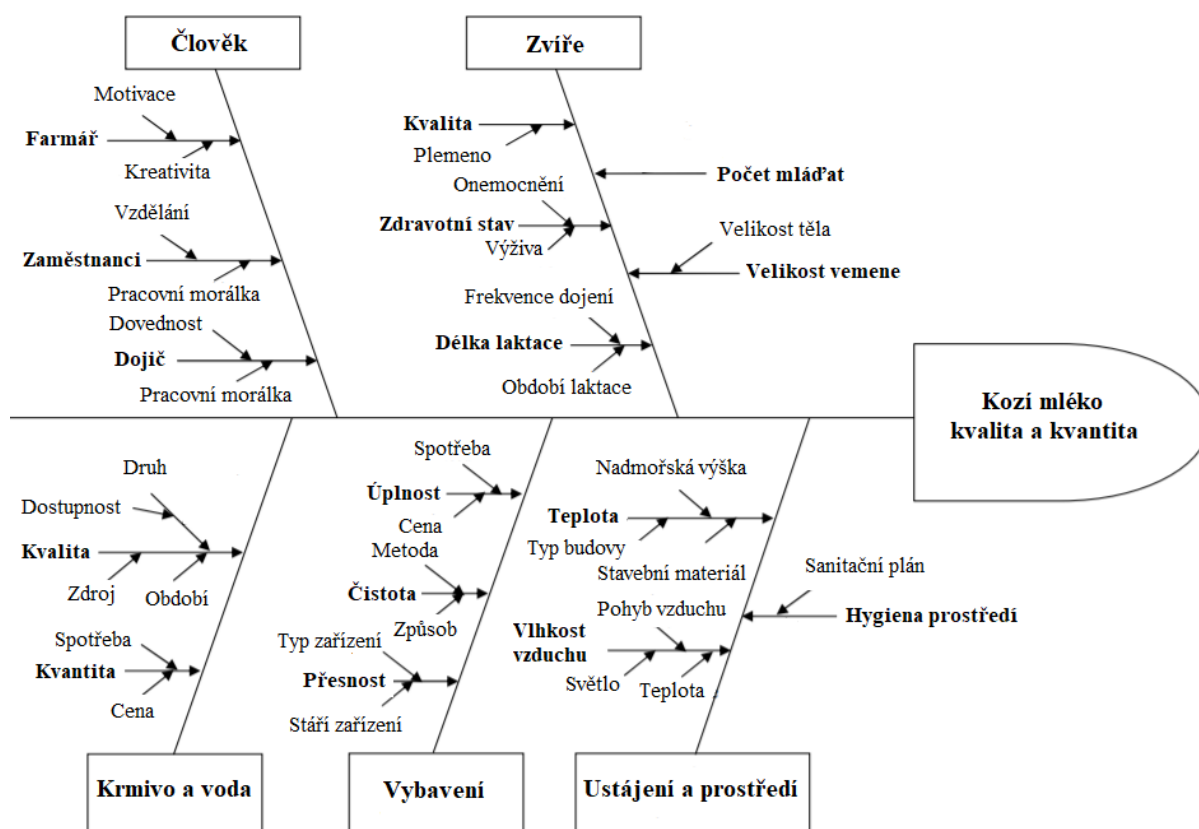 Člověk
Zvíře
Motivace
Farmář
Kreativita
Vzdělání
Zaměstnanci
Pracovní morálka
Dovednost
Dojič
Pracovní morálka
Kvalita
Plemeno
Počet mláďat
Onemocnění
Zdravotní stav
Výživa
Velikost těla
Velikost vemene
Frekvence dojení
Délka laktace
Období laktace
Kozí mléko
kvalita a kvantita
Druh
Dostupnost
Kvalita
Zdroj
Období
Spotřeba
Kvantita
Cena
Spotřeba
Úplnost
Cena
Metoda
Čistota
Způsob
Typ zařízení
Přesnost
Stáří zařízení
Nadmořská výška
Teplota
Typ budovy
Stavební materiál
Sanitační plán
Hygiena prostředí
Pohyb vzduchu
Vlhkost
vzduchu
Světlo
Teplota
Krmivo a voda
Vybavení
Ustájení a prostředí